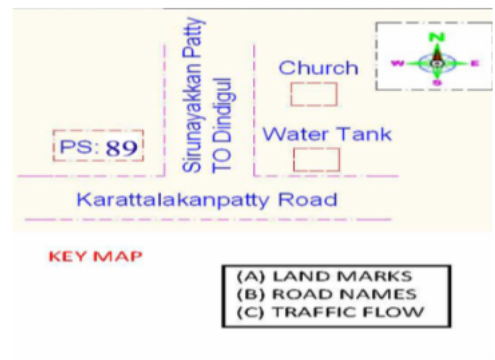 N
W E
S
Church
Sirunayakkan Patty
TO Dindigul
Water Tank
PS: 89
Karattalakanpatty Road
KEY MAP
(A) LAND MARKS
(B) ROAD NAMES
(C) TRAFFIC FLOW